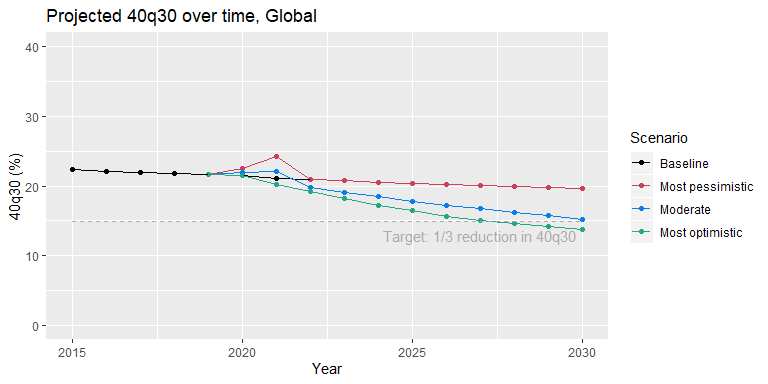 Projected 40q30 over time, Global
40
30
20
10
0
40q30 (%)
Target: 1/3 reduction in 40q30
2015
2020
2025
2030
Year
Scenario
Baseline
Most pessimistic
Moderate
Most optimistic